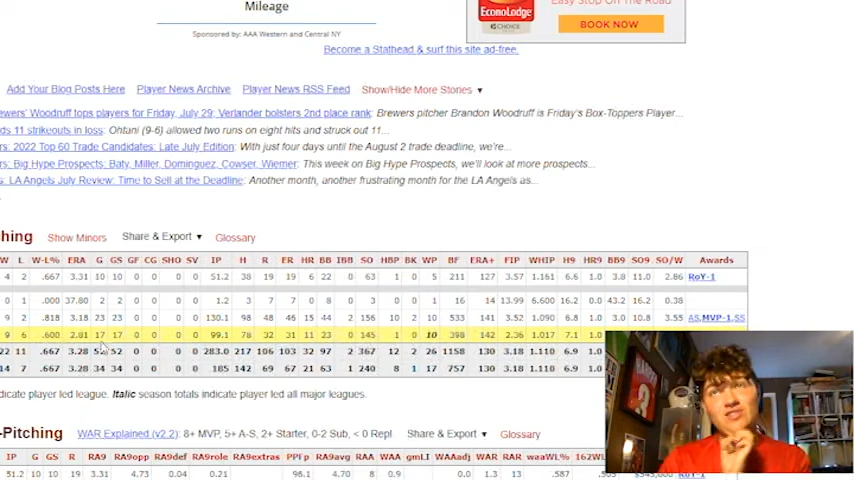 Mileage
Sponsored by: AAA Western and Central NY
ECONOLODGE
CHOICE
Easy Stop On The Road
BOOK NOW
Become a Stathead & surf this site ad-free.
Add Your Blog Posts Here Player News Archive Player News RSS Feed Show/Hide More Stories ▼
ewers' Woodruff tops players for Friday, July 29; Verlander bolsters 2nd place rank: Brewers pitcher Brandon Woodruff is Friday's Box-Toppers Player...
ds 11 strikeouts in loss: Ohtani (9-6) allowed two runs on eight hits and struck out 11...
rs: 2022 Top 60 Trade Candidates: Late July Edition: With just four days until the August 2 trade deadline, we're...
rs: Big Hype Prospects: Baty, Miller, Dominguez, Cowser, Wiemer: This week on Big Hype Prospects, we'll look at more prospects...
s: LA Angels July Review: Time to Sell at the Deadline: Another month, another frustrating month for the LA Angels as...
hing Show Minors Share & Export ▼ Glossary
W L W-L% ERA G GS GF CG SHO SV IP H R ER HR BB IBB SO HBP BK WP BF ERA+ FIP WHIP H9 HR9 BB9 SO9 SO/W Awards
4 2 .667 3.31 10 10 0 0 0 0 51.2 38 19 19 6 22 0 63 1 0 5 211 127 3.57 1.161 6.6 1.0 3.8 11.0 2.86 RoY-1
0 1 .000 37.80 2 2 0 0 0 0 1.2 3 7 7 0 8 0 3 0 0 1 16 14 13.99 6.600 16.2 0.0 43.2 16.2 0.38
9 2 .818 3.18 23 23 0 0 0 0 130.1 98 48 46 15 44 2 156 10 2 10 533 141 3.52 1.090 6.8 1.0 3.0 10.8 3.55 AS,MVP-1,SS
9 6 .600 2.81 17 17 0 0 0 0 99.1 78 32 31 11 23 0 145 1 0 10 398 142 2.36 1.017 7.1 1.0
22 11 .667 3.28 52 52 0 0 0 0 283.0 217 106 103 32 97 2 367 12 2 26 1158 130 3.18 1.110 6.9 1.0
14 7 .667 3.28 34 34 0 0 0 0 185 142 69 67 21 63 1 240 8 1 17 757 130 3.18 1.110 6.9 1.0
dicate player led league. Italic season totals indicate player led all major leagues.
-Pitching WAR Explained (v2.2): 8+ MVP, 5+ A-S, 2+ Starter, 0-2 Sub, < 0 Repl Share & Export ▼ Glossary
IP G GS R RA9 RA9opp RA9def RA9role RA9extras PPFp RA9avg RAA WAA gmLI WAAadj WAR RAR waaWL% 162WL
51.2 10 10 19 3.31 4.73 0.04 0.21 96.1 4.70 8 0.9 0.0 1.3 13 .587 .505 $545,000 RoY-1